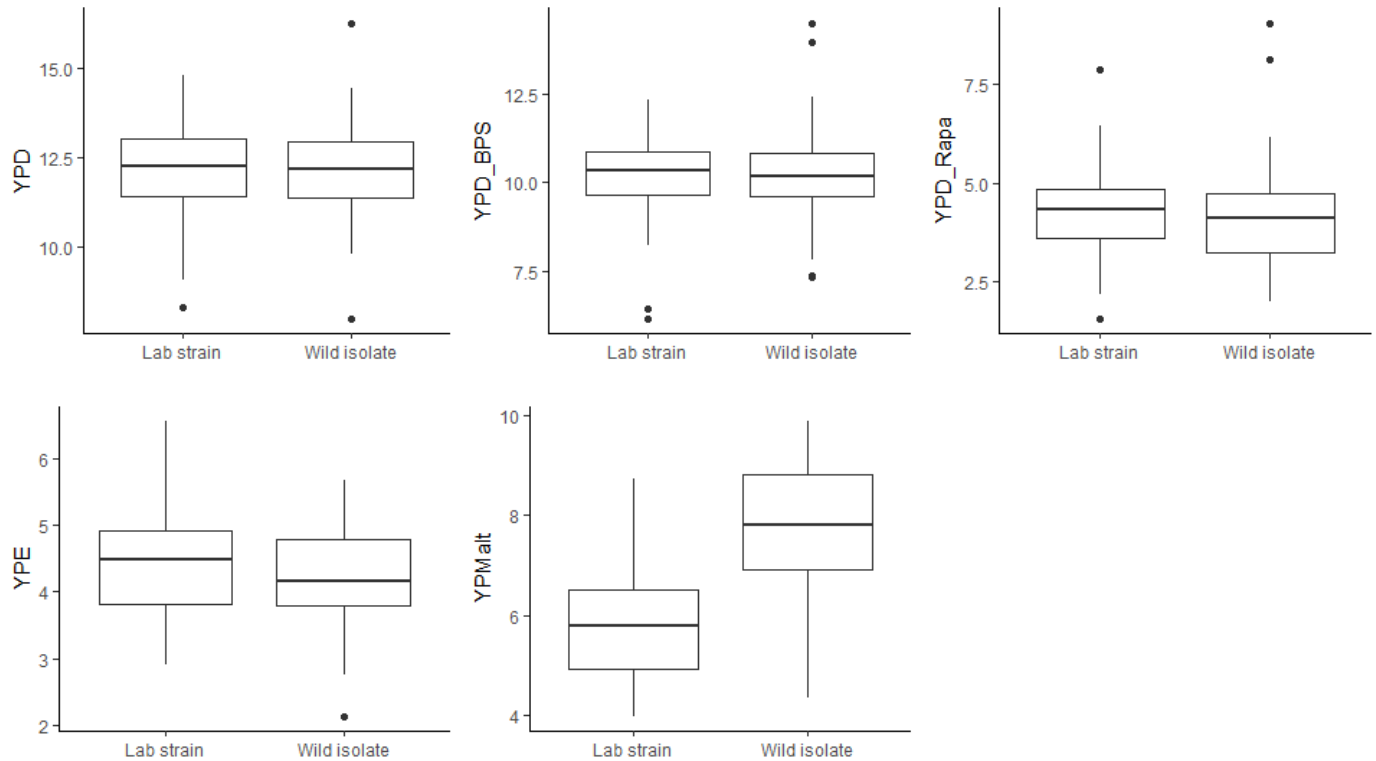 YPD
15.0
12.5
10.0
Lab strain Wild isolate
YPD_BPS
12.5
10.0
7.5
Lab strain Wild isolate
YPD_Rapa
7.5
5.0
2.5
Lab strain Wild isolate
YPE
6
5
4
3
2
Lab strain Wild isolate
YPMalt
10
8
6
4
Lab strain Wild isolate